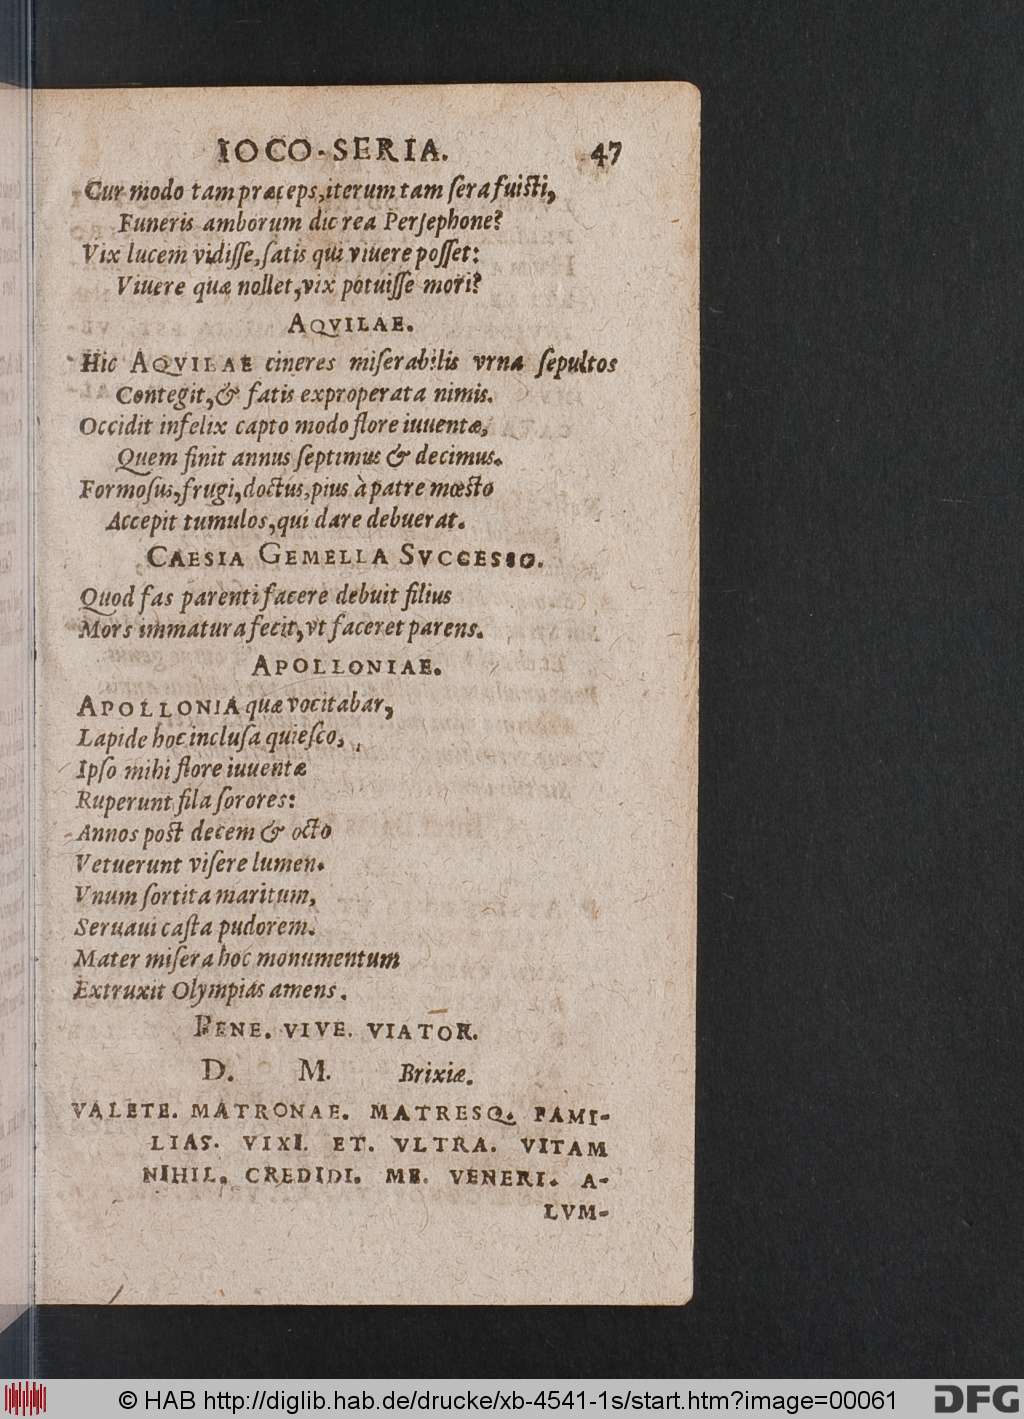 IOCO-SERIA. 47
Cur modo tam præceps, iterum tam ſera fuiſti,
Funeris amborum dic rea Perſephone?
Vix lucem vidiſſe, ſatis qui viuere poſſet:
Viuere quæ nollet, vix potuiſſe mori?
AQVILAE.
Hic AQVILAE cineres miſerabilis vrna ſepultos
Contegit, & fatis exproperata nimis.
Occidit infelix capto modo flore iuuentæ,
Quem finit annus ſeptimus & decimus.
Formoſus, frugi, doctus, pius à patre mœſto
Accepit tumulos, qui dare debuerat.
CAESIA GEMELLA SVCCESSO.
Quod fas parenti facere debuit filius
Mors immatura fecit, vt faceret parens.
APOLLONIAE.
APOLLONIA quæ vocitabar,
Lapide hoc incluſa quieſco,
Ipſo mihi flore iuuentæ
Ruperunt fila ſorores:
Annos poſt decem & octo
Vetuerunt viſere lumen.
Vnum ſortita maritum,
Seruaui caſta pudorem.
Mater miſera hoc monumentum
Extruxit Olympias amens.
BENE. VIVE. VIATOR.
D. M. Brixiæ.
VALETE. MATRONAE. MATRESQ. FAMI-
LIAS. VIXI. ET. VLTRA. VITAM
NIHIL. CREDIDI. ME. VENERI. A-
LVM-
© HAB http://diglib.hab.de/drucke/xb-4541-1s/start.htm?image=00061 DFG